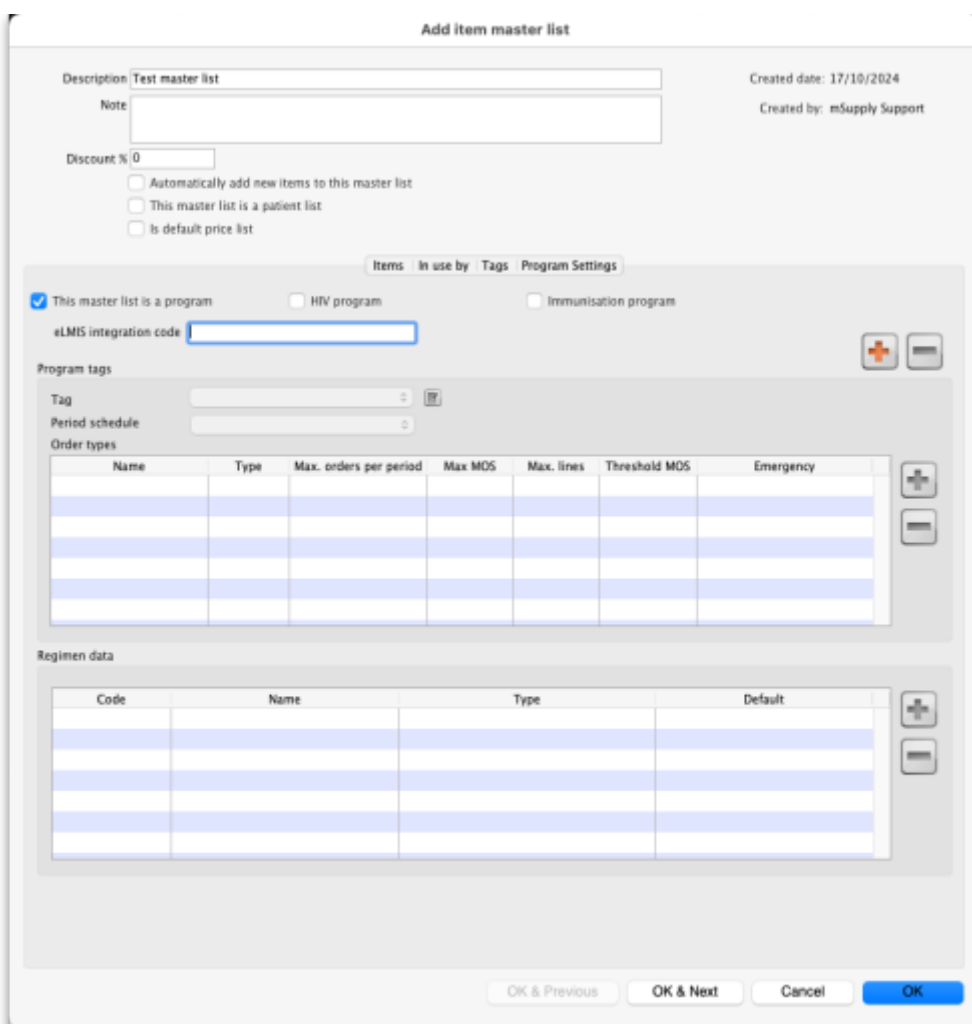 Add item master list
Description Test master list
Created date: 17/10/2024
Note
Created by: mSupply Support
Discount % 0
Automatically add new items to this master list
This master list is a patient list
Is default price list
Items In use by Tags Program Settings
This master list is a program HIV program Immunisation program
eLMIS integration code
Program tags
Tag
Period schedule
Order types
Name Type Max. orders per period Max MOS Max. lines Threshold MOS Emergency
Regimen data
Code Name Type Default
OK & Previous OK & Next Cancel OK